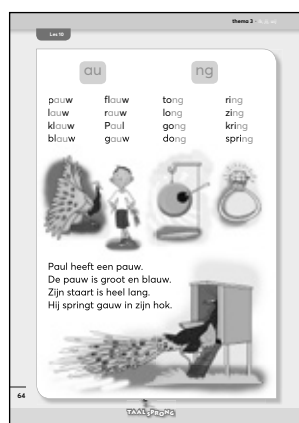 thema 3
Les 10
au ng
pauw flauw tong ring
lauw rauw long zing
klauw Paul gong kring
blauw gauw dong spring
Paul heeft een pauw.
De pauw is groot en blauw.
Zijn staart is heel lang.
Hij springt gauw in zijn hok.
64
TAALSPRONG